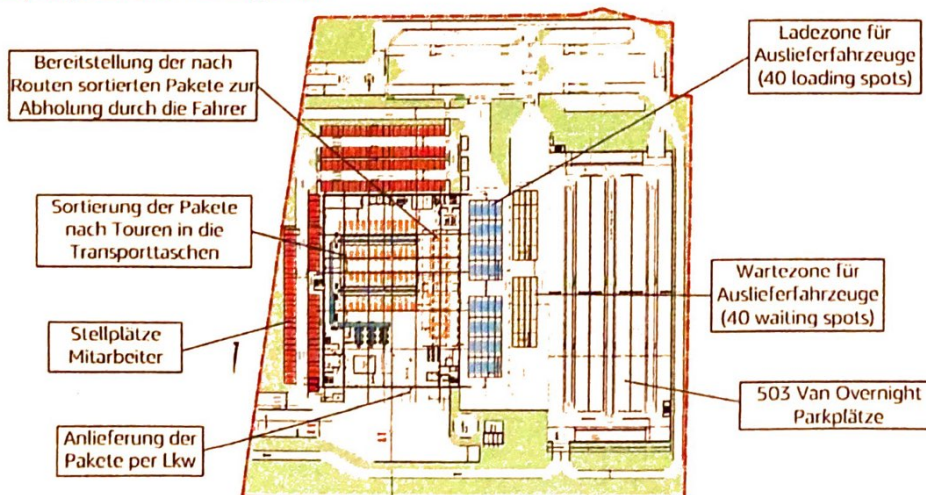 Bereitstellung der nach
Routen sortierten Pakete zur
Abholung durch die Fahrer
Sortierung der Pakete
nach Touren in die
Transporttaschen
Stellplätze
Mitarbeiter
Anlieferung der
Pakete per Lkw
Ladezone für
Auslieferfahrzeuge
(40 loading spots)
Wartezone für
Auslieferfahrzeuge
(40 waiting spots)
503 Van Overnight
Parkplätze